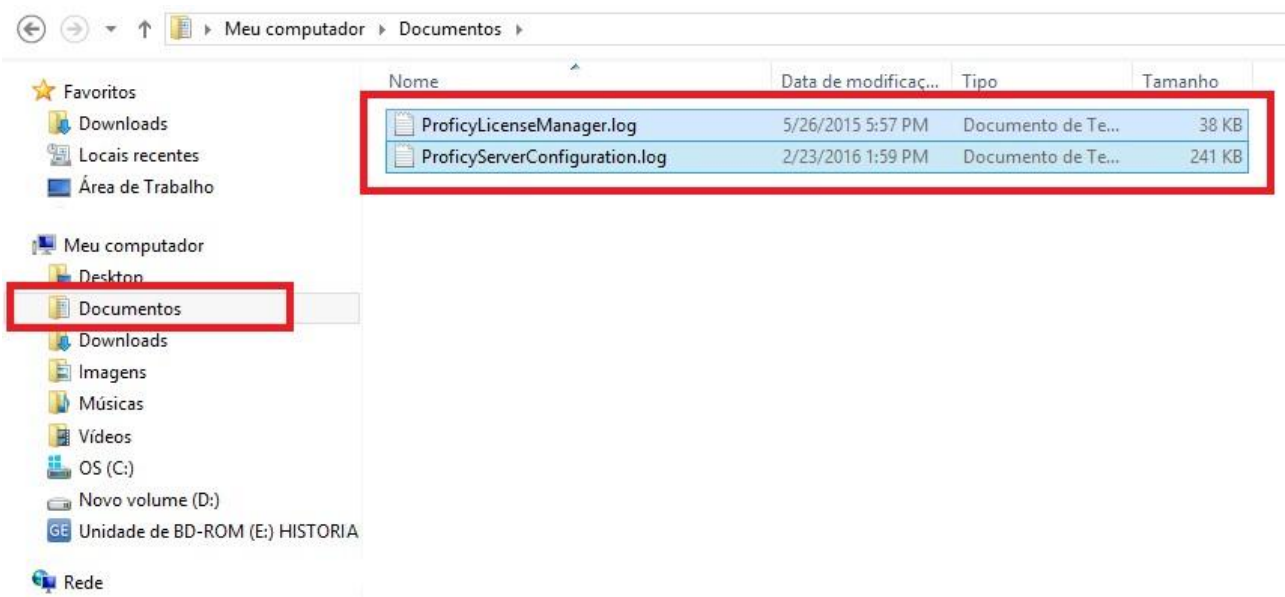 Meu computador Documentos
Nome Data de modificaç... Tipo Tamanho
ProficyLicenseManager.log 5/26/2015 5:57 PM Documento de Te... 38 KB
ProficyServerConfiguration.log 2/23/2016 1:59 PM Documento de Te... 241 KB
Favoritos
Downloads
Locais recentes
Área de Trabalho
Meu computador
Desktop
Documentos
Downloads
Imagens
Músicas
Vídeos
OS (C:)
Novo volume (D:)
GE Unidade de BD-ROM (E:) HISTORIA
Rede